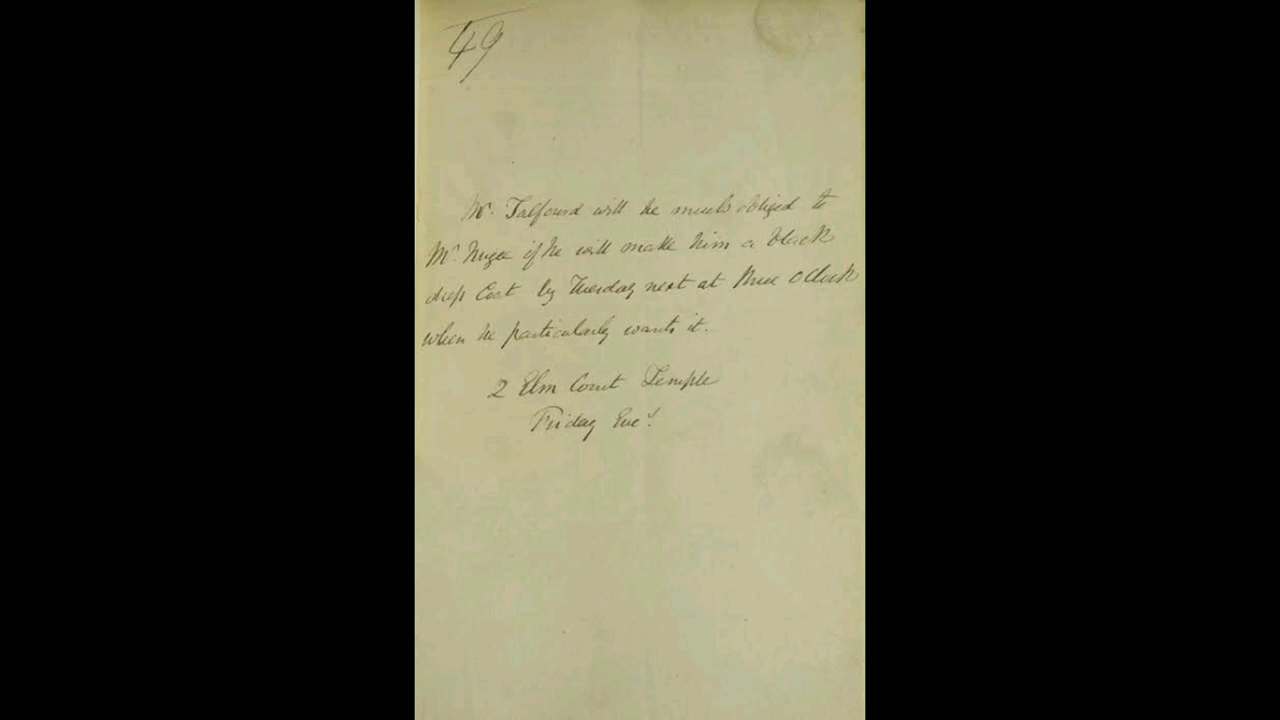 49
Mr. Talfourd will be much obliged to
Mr. Nugee if he will make him a black
dress Coat by Tuesday next at three O Clock
when he particularly wants it.
2 Elm Court Temple
Friday Eve.